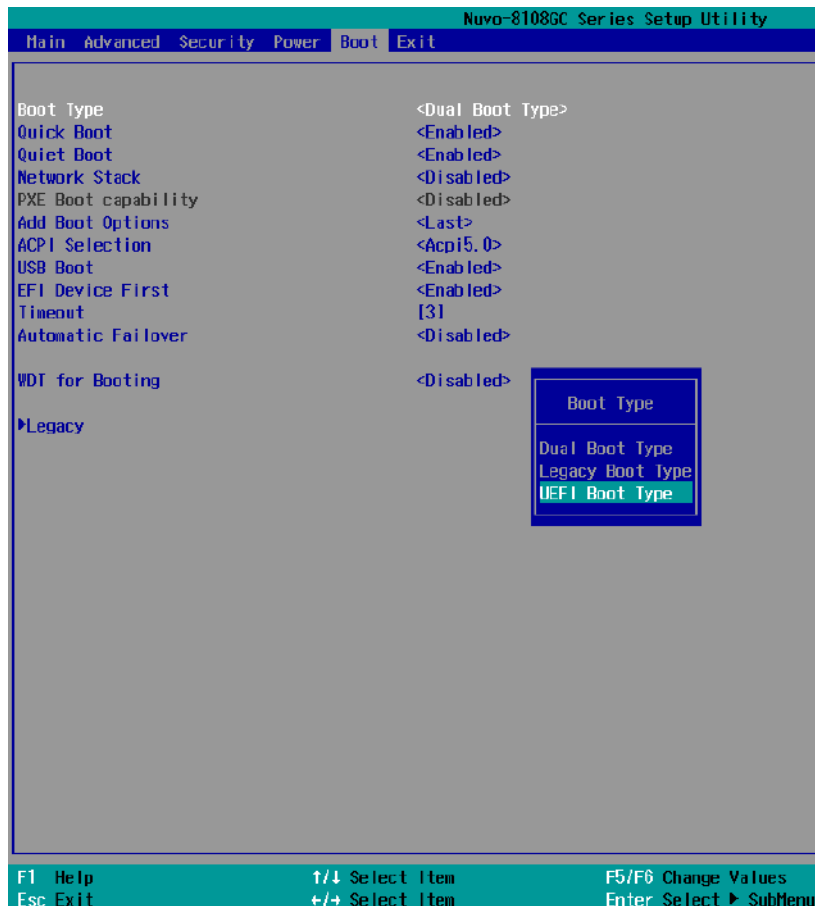 Nuvo-8108GC Series Setup Utility
Main Advanced Security Power Boot Exit
Boot Type <Dual Boot Type>
Quick Boot <Enabled>
Quiet Boot <Enabled>
Network Stack <Disabled>
PXE Boot capability <Disabled>
Add Boot Options <Last>
ACPI Selection <Acpi5.0>
USB Boot <Enabled>
EFI Device First <Enabled>
Timeout [3]
Automatic Failover <Disabled>
WDT for Booting <Disabled>
▶Legacy
Boot Type
Dual Boot Type
Legacy Boot Type
UEFI Boot Type
F1 Help ↑/↓ Select Item F5/F6 Change Values
Esc Exit ←/→ Select Item Enter Select ▶ SubMenu